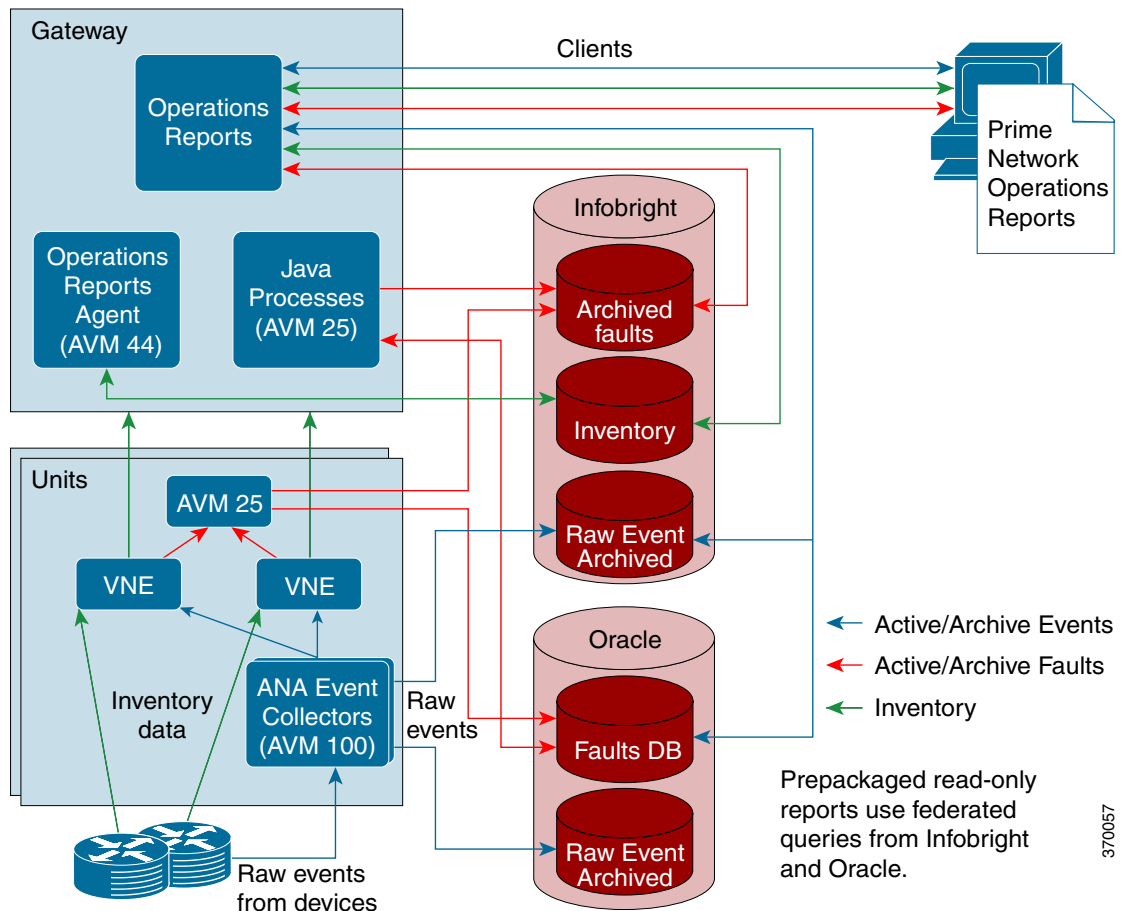 Gateway
Clients
Operations
Reports
Prime
Network
Operations
Reports
Infobright
Operations
Reports
Agent
(AVM 44)
Java
Processes
(AVM 25)
Archived
faults
Inventory
Units
AVM 25
Raw Event
Archived
VNE
VNE
Oracle
Active/Archive Events
Active/Archive Faults
Inventory
Inventory
data
ANA Event
Collectors
(AVM 100)
Raw
events
Faults DB
Prepackaged read-only
reports use federated
queries from Infobright
and Oracle.
Raw Event
Archived
Raw events
from devices
370057